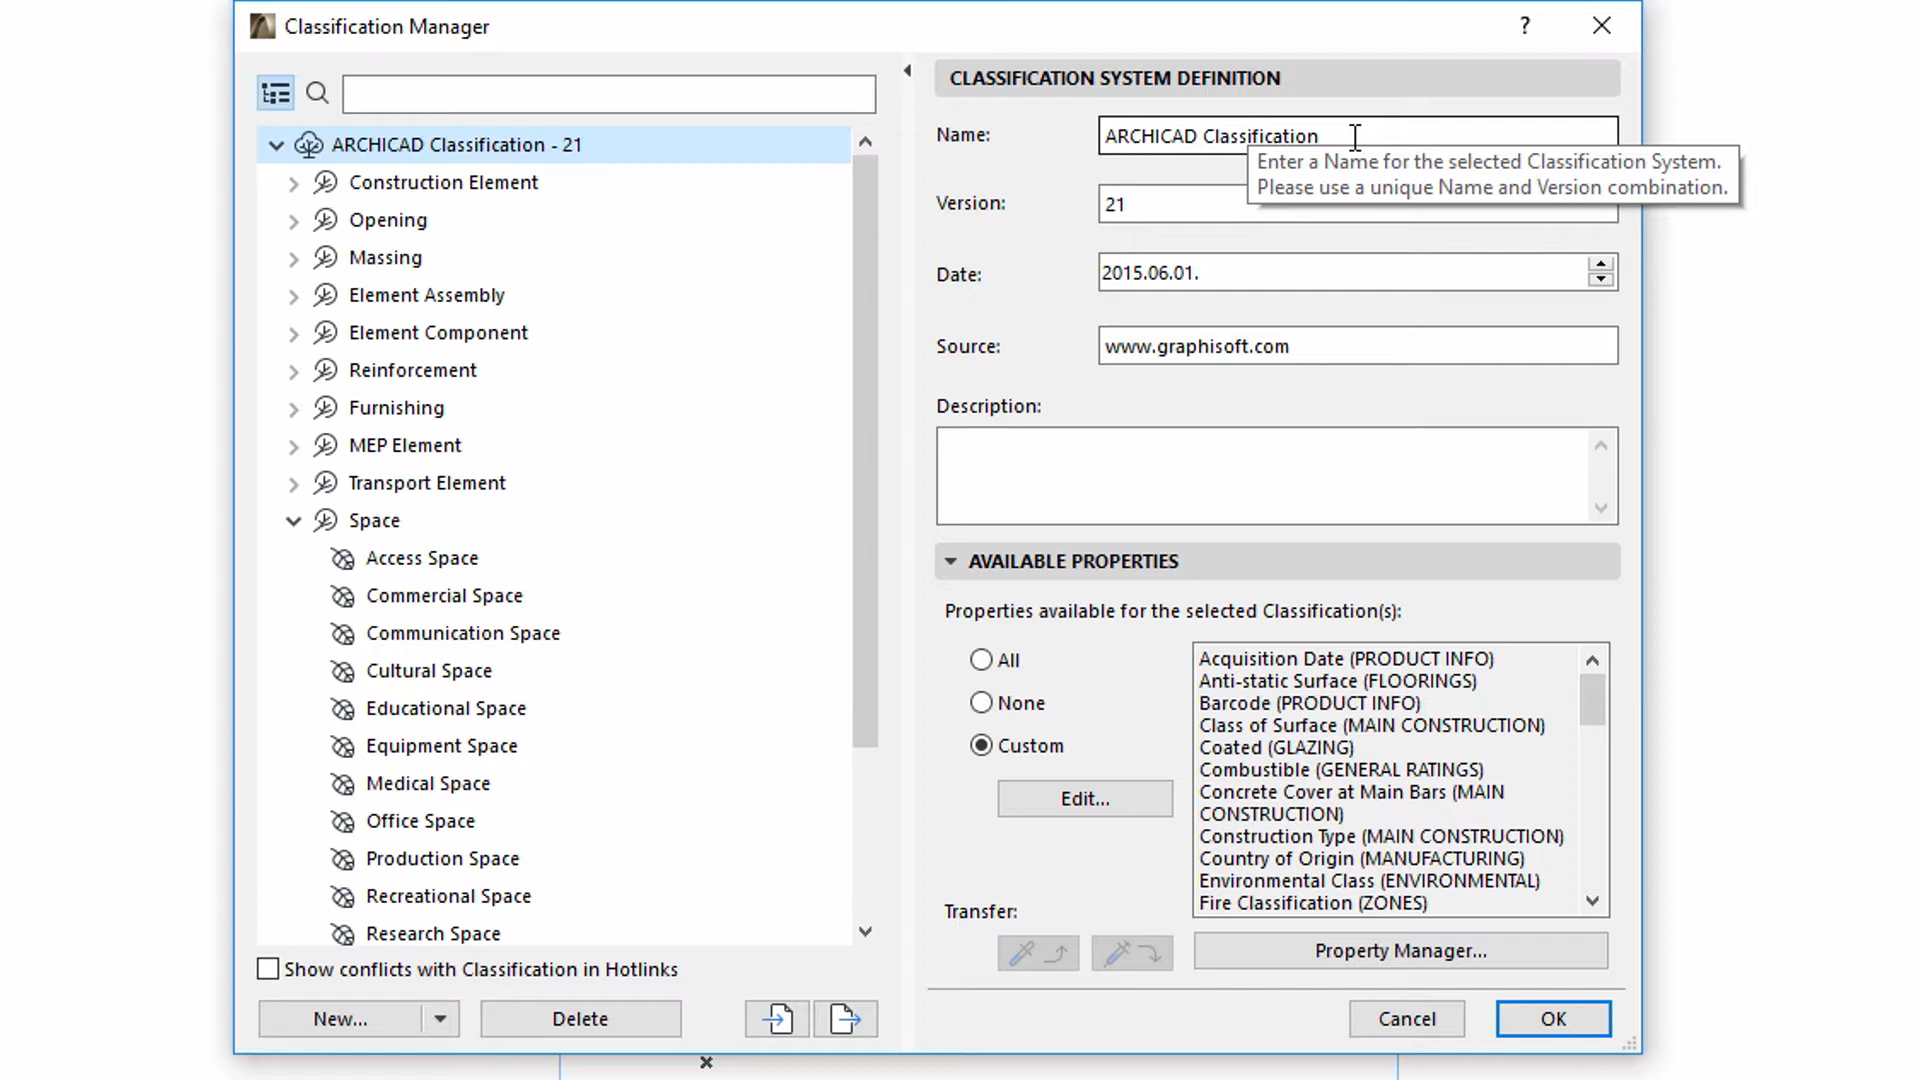 Classification Manager
?
ARCHICAD Classification - 21
Construction Element
Opening
Massing
Element Assembly
Element Component
Reinforcement
Furnishing
MEP Element
Transport Element
Space
Access Space
Commercial Space
Communication Space
Cultural Space
Educational Space
Equipment Space
Medical Space
Office Space
Production Space
Recreational Space
Research Space
Show conflicts with Classification in Hotlinks
New...
Delete
CLASSIFICATION SYSTEM DEFINITION
Name: ARCHICAD Classification
Enter a Name for the selected Classification System.
Please use a unique Name and Version combination.
Version: 21
Date: 2015.06.01.
Source: www.graphisoft.com
Description:
AVAILABLE PROPERTIES
Properties available for the selected Classification(s):
All
None
Custom
Edit...
Acquisition Date (PRODUCT INFO)
Anti-static Surface (FLOORINGS)
Barcode (PRODUCT INFO)
Class of Surface (MAIN CONSTRUCTION)
Coated (GLAZING)
Combustible (GENERAL RATINGS)
Concrete Cover at Main Bars (MAIN
CONSTRUCTION)
Construction Type (MAIN CONSTRUCTION)
Country of Origin (MANUFACTURING)
Environmental Class (ENVIRONMENTAL)
Fire Classification (ZONES)
Transfer:
Property Manager...
Cancel
OK